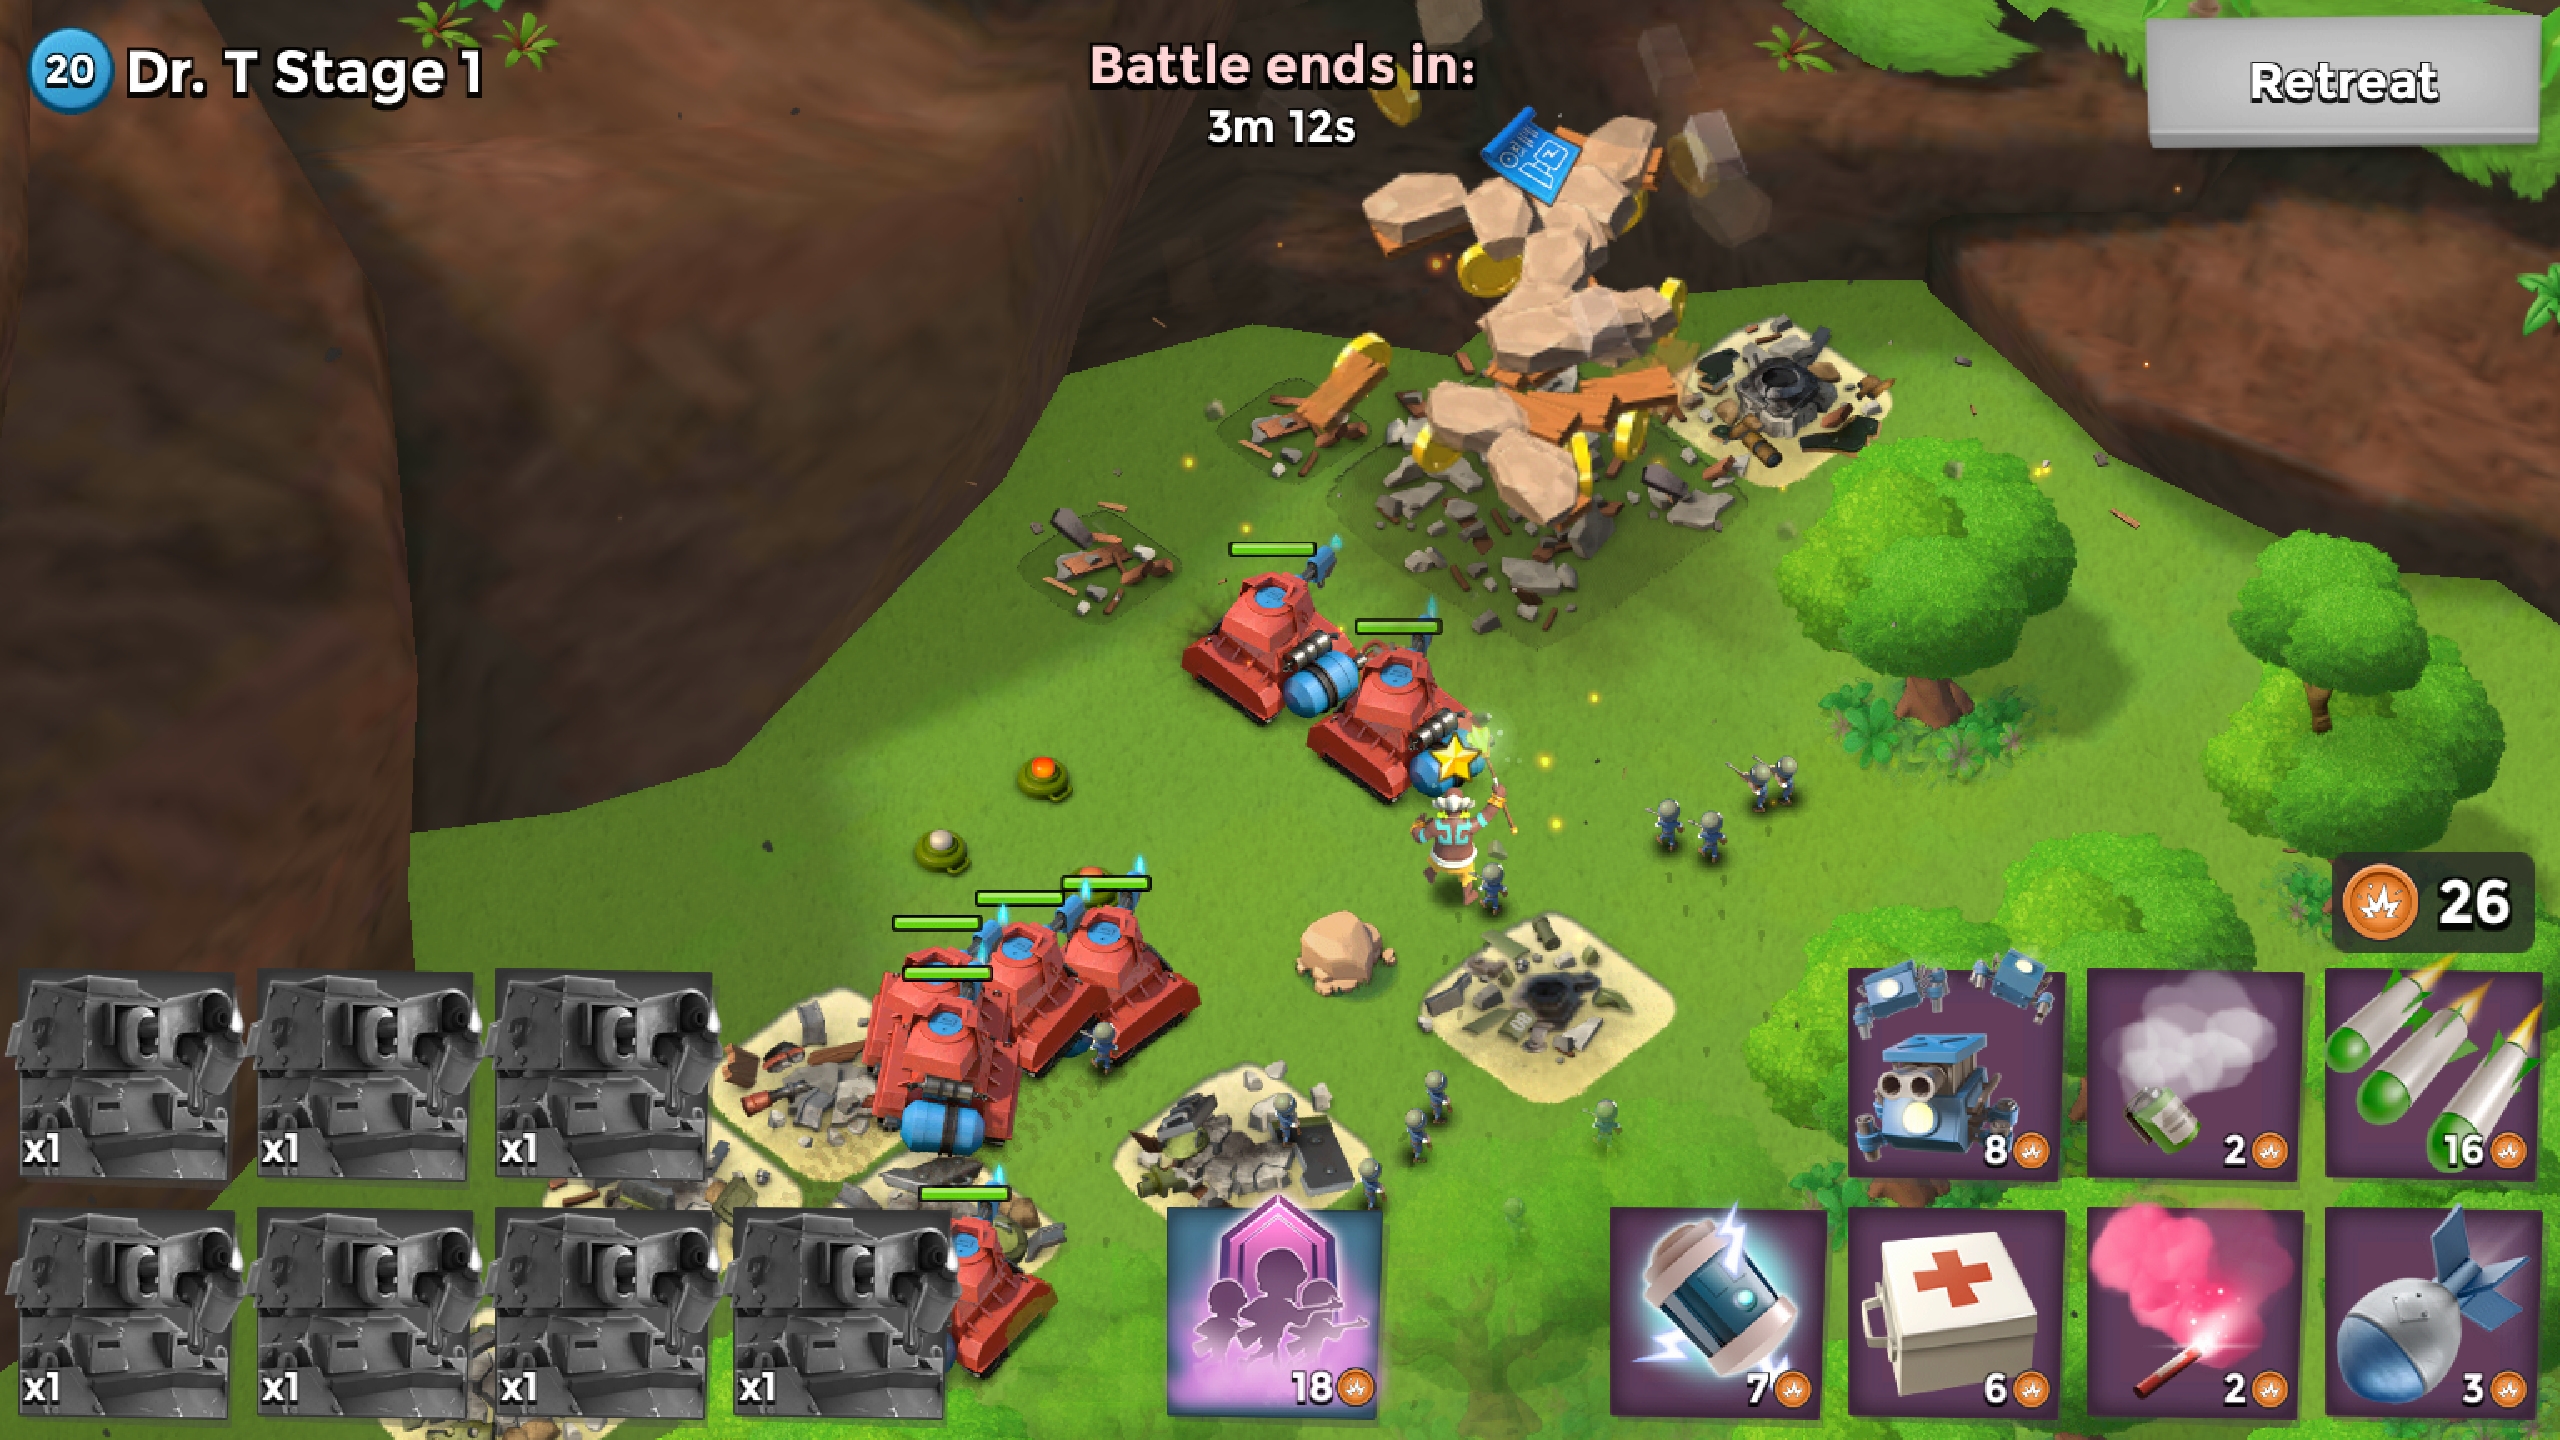 20 Dr. T Stage 1
Battle ends in:
3m 12s
Retreat
26
x1 x1 x1
8 2 16
x1 x1 x1 x1
18
7 6 2 3